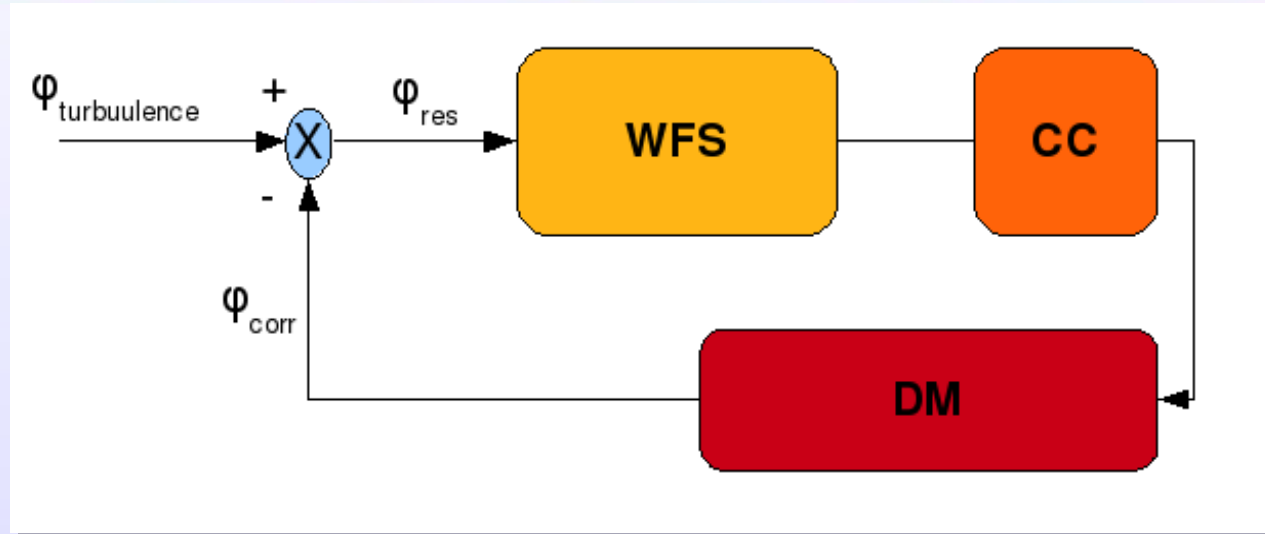 φturbuulence
+
X
-
φres
WFS
CC
φcorr
DM